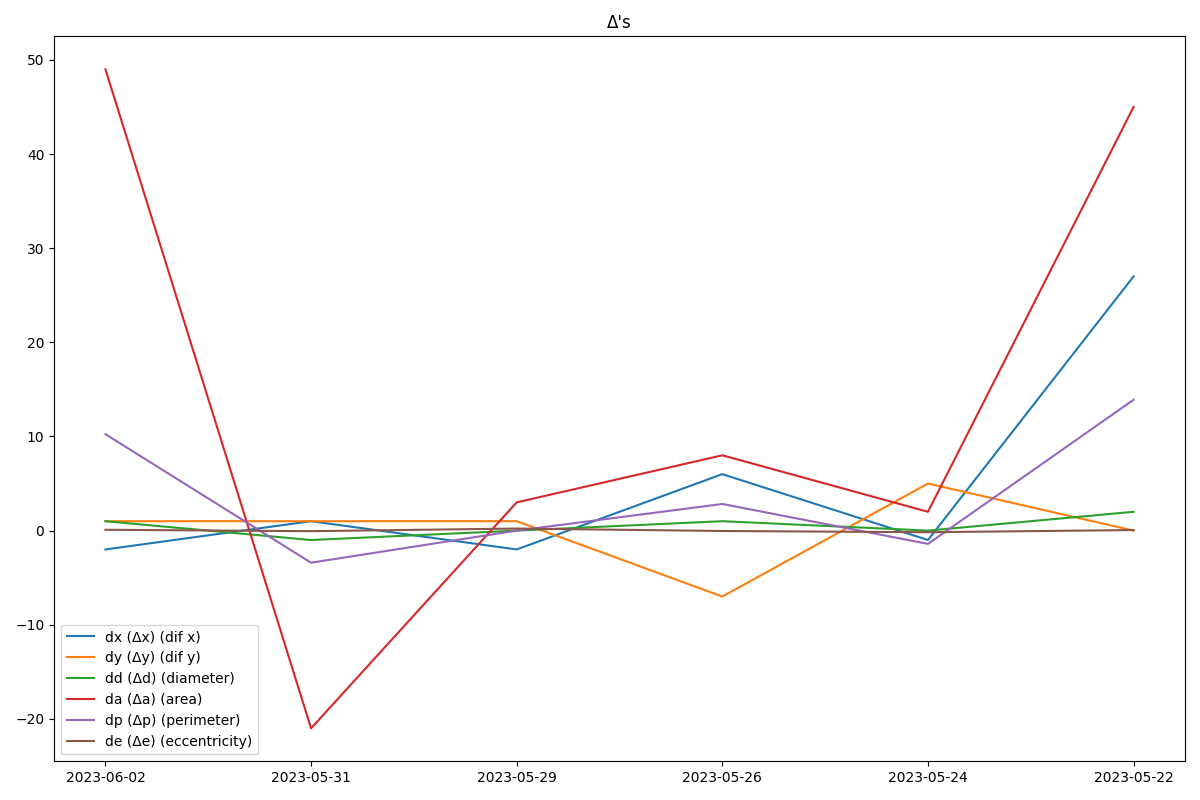 Δ's
50
40
30
20
10
0
−10
−20
dx (Δx) (dif x)
dy (Δy) (dif y)
dd (Δd) (diameter)
da (Δa) (area)
dp (Δp) (perimeter)
de (Δe) (eccentricity)
2023-06-02 2023-05-31 2023-05-29 2023-05-26 2023-05-24 2023-05-22